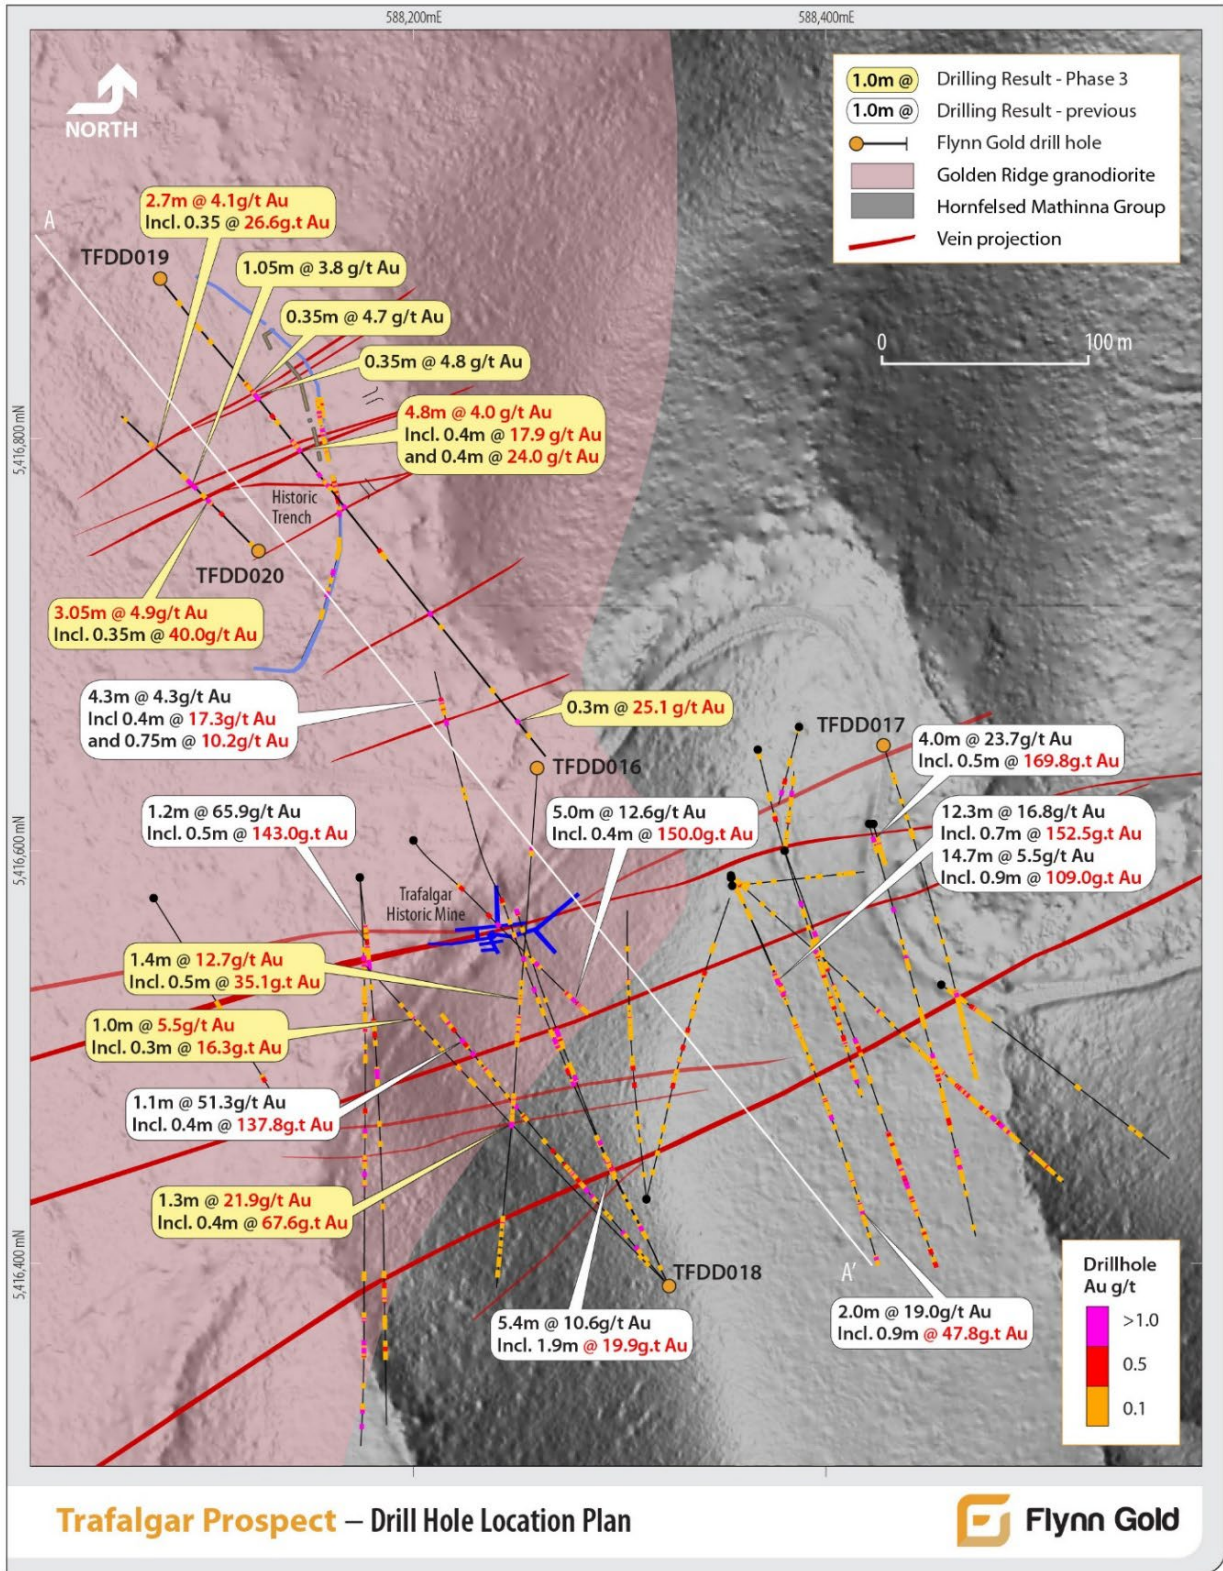 588,200mE
588,400mE
NORTH
1.0m @ Drilling Result - Phase 3
1.0m @ Drilling Result - previous
Flynn Gold drill hole
Golden Ridge granodiorite
Hornfelsed Mathinna Group
Vein projection
0
100 m
A
2.7m @ 4.1g/t Au
Incl. 0.35 @ 26.6g.t Au
TFDD019
1.05m @ 3.8 g/t Au
0.35m @ 4.7 g/t Au
0.35m @ 4.8 g/t Au
4.8m @ 4.0 g/t Au
Incl. 0.4m @ 17.9 g/t Au
and 0.4m @ 24.0 g/t Au
5,416,800 mN
Historic
Trench
TFDD020
3.05m @ 4.9g/t Au
Incl. 0.35m @ 40.0g/t Au
4.3m @ 4.3g/t Au
Incl 0.4m @ 17.3g/t Au
and 0.75m @ 10.2g/t Au
0.3m @ 25.1 g/t Au
TFDD016
TFDD017
4.0m @ 23.7g/t Au
Incl. 0.5m @ 169.8g.t Au
1.2m @ 65.9g/t Au
Incl. 0.5m @ 143.0g.t Au
5.0m @ 12.6g/t Au
Incl. 0.4m @ 150.0g.t Au
12.3m @ 16.8g/t Au
Incl. 0.7m @ 152.5g.t Au
14.7m @ 5.5g/t Au
Incl. 0.9m @ 109.0g.t Au
5,416,600 mN
Trafalgar
Historic Mine
1.4m @ 12.7g/t Au
Incl. 0.5m @ 35.1g.t Au
1.0m @ 5.5g/t Au
Incl. 0.3m @ 16.3g.t Au
1.1m @ 51.3g/t Au
Incl. 0.4m @ 137.8g.t Au
1.3m @ 21.9g/t Au
Incl. 0.4m @ 67.6g.t Au
5,416,400 mN
TFDD018
A'
5.4m @ 10.6g/t Au
Incl. 1.9m @ 19.9g.t Au
2.0m @ 19.0g/t Au
Incl. 0.9m @ 47.8g.t Au
Drillhole
Au g/t
>1.0
0.5
0.1
Trafalgar Prospect – Drill Hole Location Plan
Flynn Gold